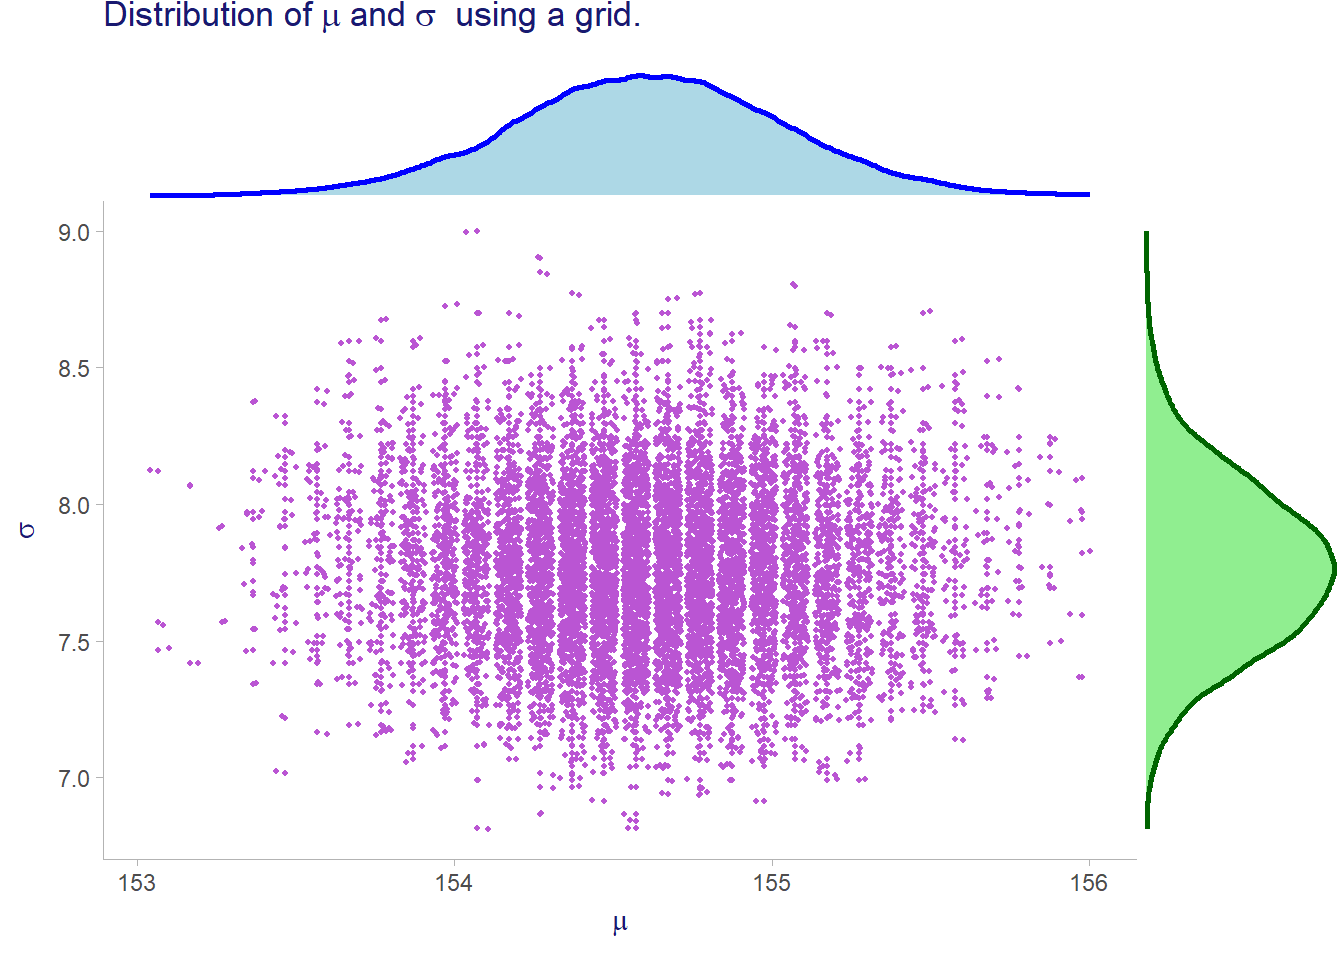 Distribution of μ and σ  using a grid.
9.0
8.5
8.0
σ
7.5
7.0
153 154 155 156
μ